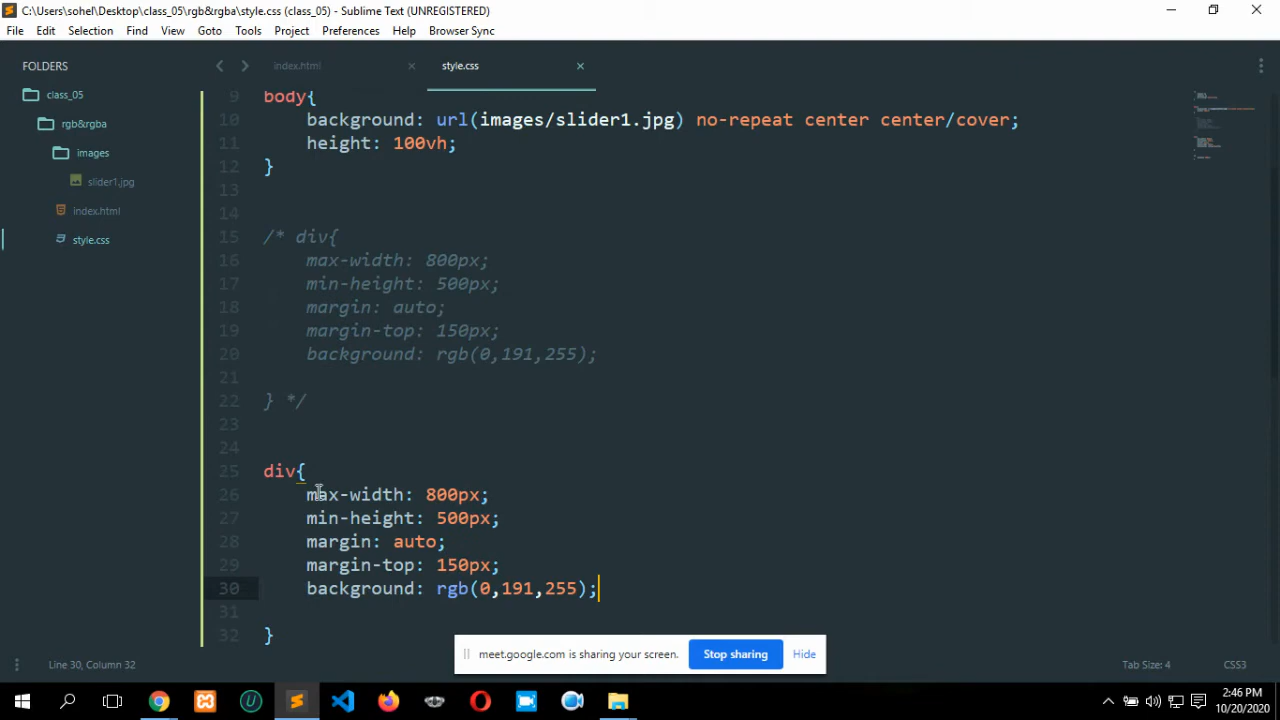 C:\Users\sohel\Desktop\class_05\rgb&rgba\style.css (class_05) - Sublime Text (UNREGISTERED)
File Edit Selection Find View Goto Tools Project Preferences Help Browser Sync
FOLDERS
class_05
rgb&rgba
images
slider1.jpg
index.html
style.css
index.html
style.css
9 body{
10 background: url(images/slider1.jpg) no-repeat center center/cover;
11 height: 100vh;
12 }
13
14
15 /* div{
16 max-width: 800px;
17 min-height: 500px;
18 margin: auto;
19 margin-top: 150px;
20 background: rgb(0,191,255);
21
22 } */
23
24
25 div{
26 max-width: 800px;
27 min-height: 500px;
28 margin: auto;
29 margin-top: 150px;
30 background: rgb(0,191,255);
31
32 }
meet.google.com is sharing your screen. Stop sharing Hide
Line 30, Column 32 Tab Size: 4 CSS3
2:46 PM
10/20/2020